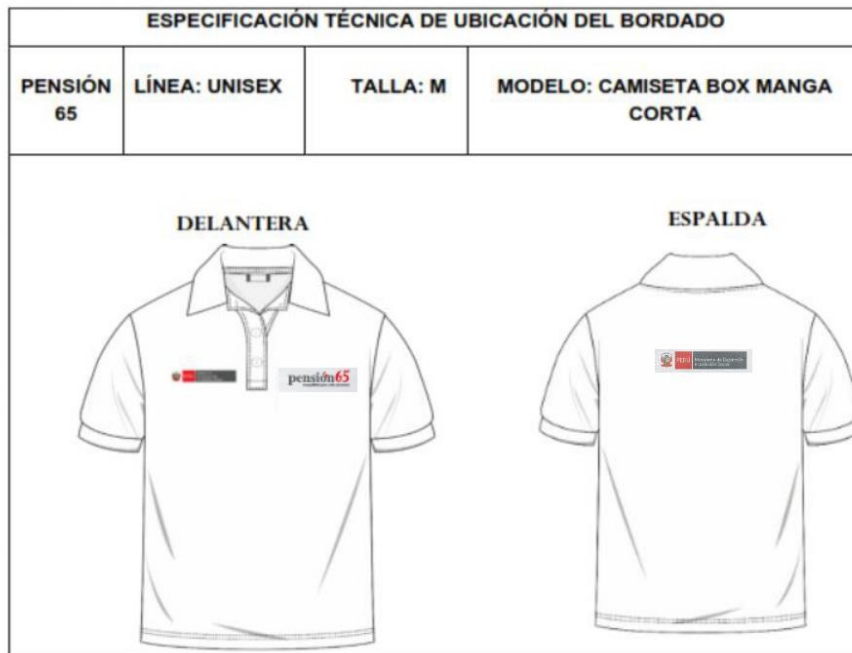 ESPECIFICACIÓN TÉCNICA DE UBICACIÓN DEL BORDADO
PENSIÓN
65
LÍNEA: UNISEX
TALLA: M
MODELO: CAMISETA BOX MANGA
CORTA
DELANTERA
ESPALDA
pensión65
PERÚ